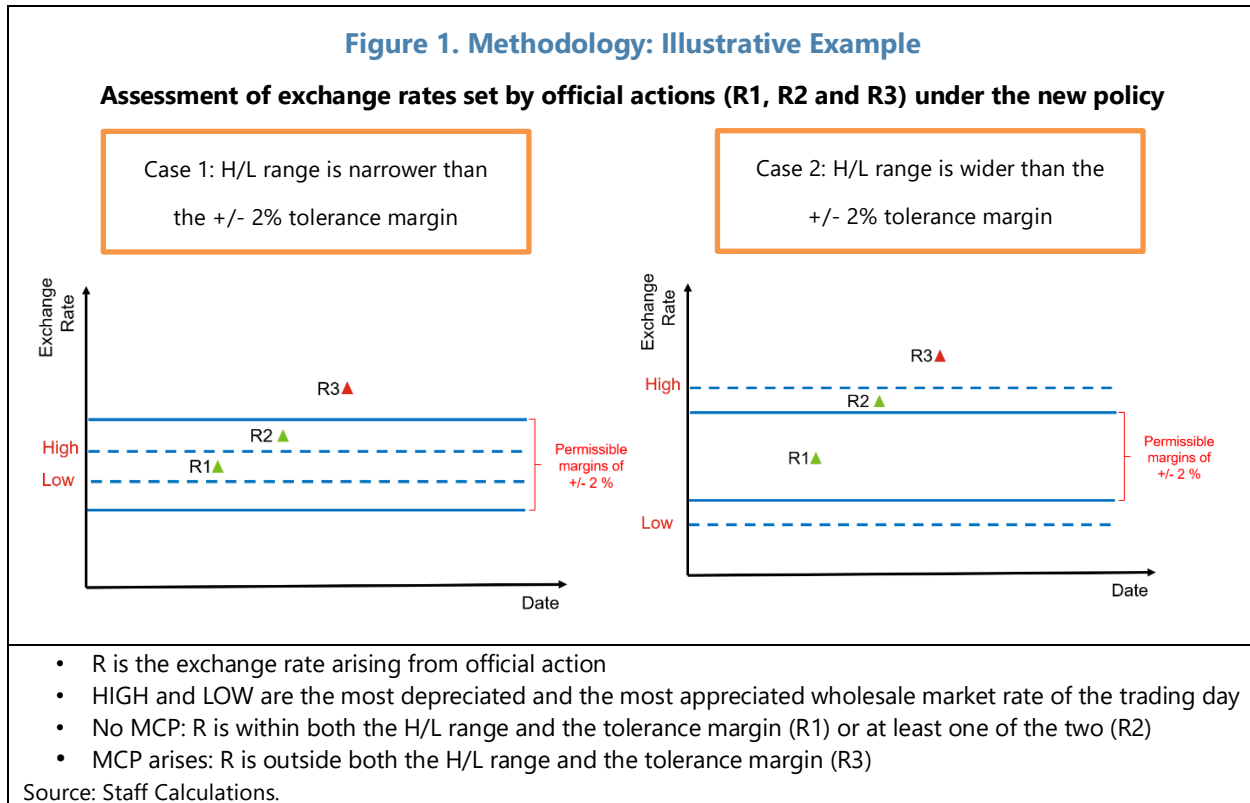 Figure 1. Methodology: Illustrative Example
Assessment of exchange rates set by official actions (R1, R2 and R3) under the new policy
Case 1: H/L range is narrower than
the +/- 2% tolerance margin
Case 2: H/L range is wider than the
+/- 2% tolerance margin
Exchange
Rate
R3
R2
High
R1
Low
Permissible
margins of
+/- 2 %
Date
Exchange
Rate
R3
High
R2
R1
Permissible
margins of
+/- 2 %
Low
Date
• R is the exchange rate arising from official action
• HIGH and LOW are the most depreciated and the most appreciated wholesale market rate of the trading day
• No MCP: R is within both the H/L range and the tolerance margin (R1) or at least one of the two (R2)
• MCP arises: R is outside both the H/L range and the tolerance margin (R3)
Source: Staff Calculations.